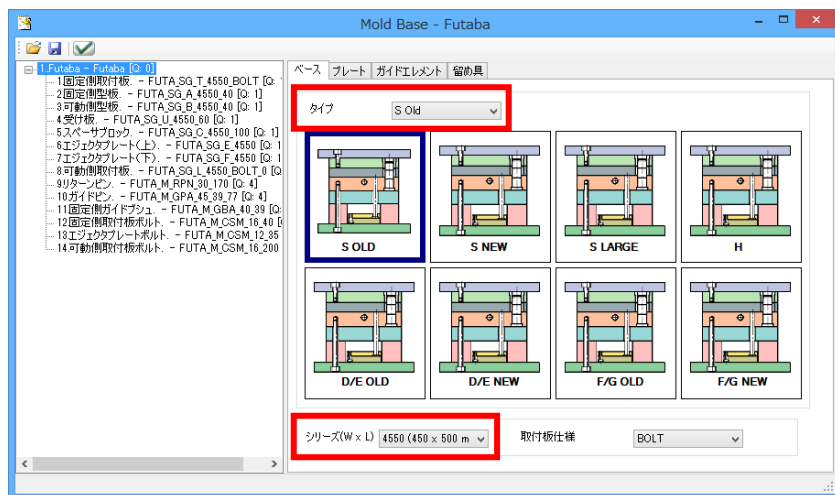 Mold Base - Futaba
1.Futaba - Futaba [Q: 0]
1固定側取付板. - FUTA_SG_T_4550_BOLT [Q:
2固定側型板. - FUTA_SG_A_4550_40 [Q: 1]
3.可動側型板. - FUTA_SG_B_4550_40 [Q: 1]
4.受け板. - FUTA_SG_U_4550_60 [Q: 1]
5.スペーサブロック. - FUTA_SG_C_4550_100 [Q: 1]
6.エジェクタプレート(上). - FUTA_SG_E_4550 [Q: 1
7.エジェクタプレート(下). - FUTA_SG_F_4550 [Q: 1
8.可動側取付板. - FUTA_SG_L_4550_BOLT_0 [Q
9リターンピン. - FUTA_M_RPN_30_170 [Q: 4]
10.ガイドピン. - FUTA_M_GPA_45_39_77 [Q: 4]
11固定側ガイドブシュ. - FUTA_M_GBA_40_39 [Q:
12固定側取付板ボルト. - FUTA_M_CSM_16_40 [
13エジェクタプレートボルト. - FUTA_M_CSM_12_35
14.可動側取付板ボルト. - FUTA_M_CSM_16_200
ベース プレート ガイドエレメント 留め具
タイプ S Old
S OLD S NEW S LARGE H
D/E OLD D/E NEW F/G OLD F/G NEW
シリーズ(W x L) 4550 (450 x 500 m 取付板仕様 BOLT